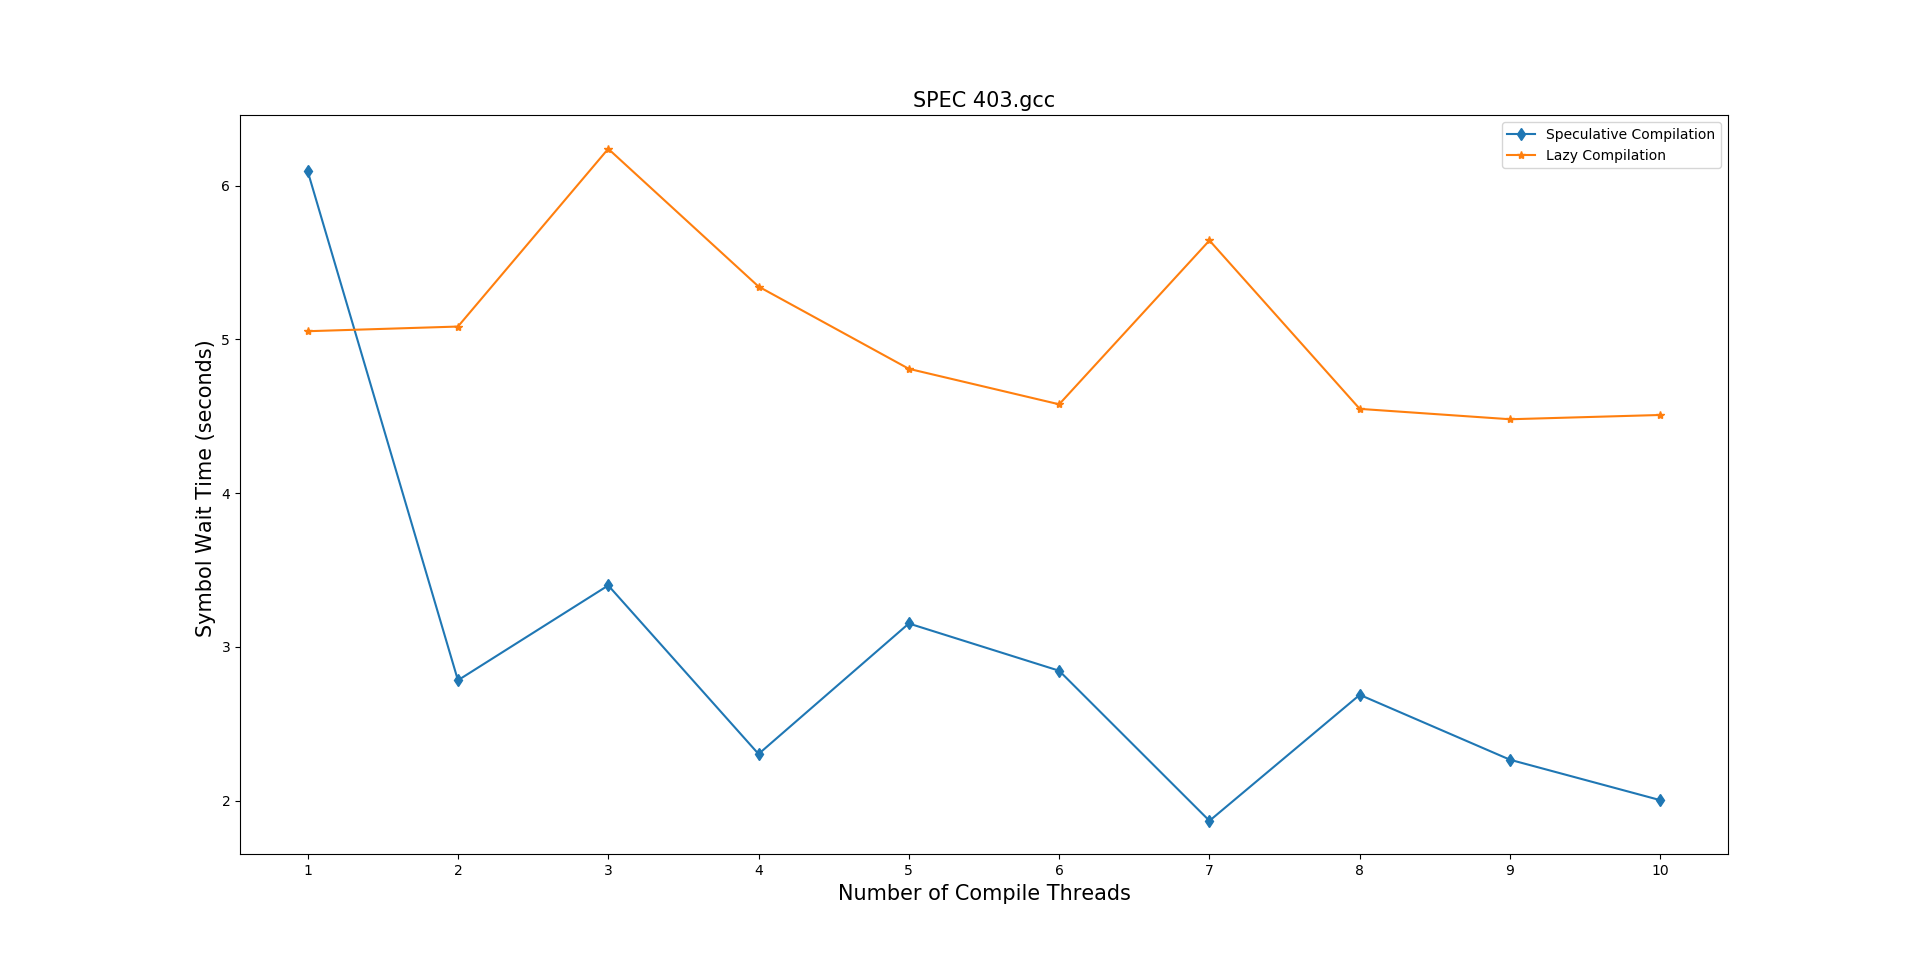 SPEC 403.gcc
Speculative Compilation
Lazy Compilation
Symbol Wait Time (seconds)
6
5
4
3
2
1 2 3 4 5 6 7 8 9 10
Number of Compile Threads